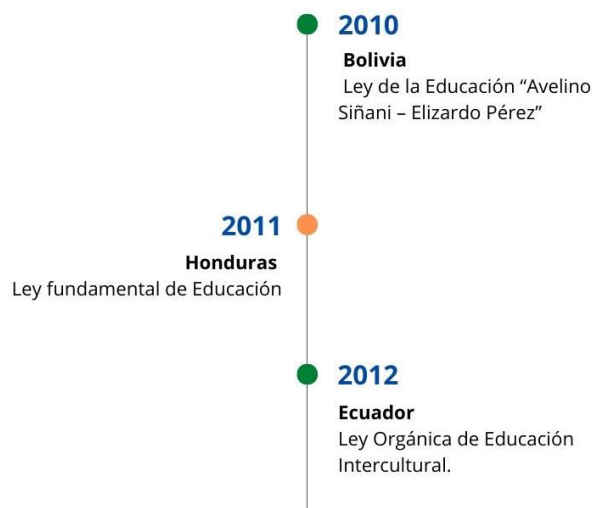 2010
Bolivia
Ley de la Educación “Avelino
Siñani – Elizardo Pérez”
2011
Honduras
Ley fundamental de Educación
2012
Ecuador
Ley Orgánica de Educación
Intercultural.